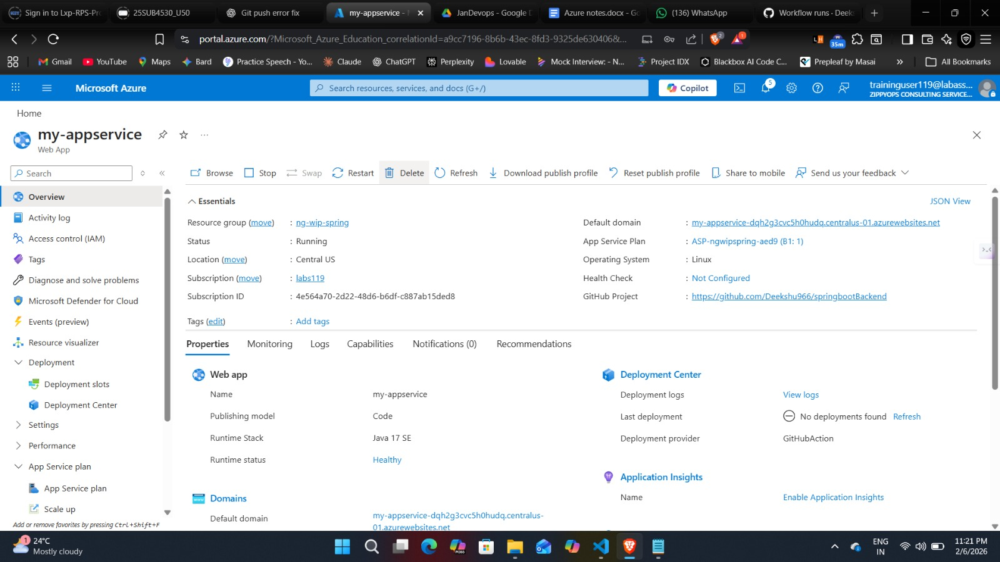 Sign in to Lxp-RPS-Pr
25SUB4530_U50
Git push error fix
my-appservice - M
JanDevops - Google D
Azure notes.docx - Go
(136) WhatsApp
Workflow runs · Deeks
portal.azure.com/?Microsoft_Azure_Education_correlationId=a9cc7196-8b6b-43ec-8fd3-9325de630406&...
2
1
35m
Gmail
YouTube
Maps
Bard
Practice Speech - Yo...
Claude
ChatGPT
Perplexity
Lovable
Mock Interview: - N...
Project IDX
Blackbox AI Code C...
Prepleaf by Masai
»
All Bookmarks
Microsoft Azure
Search resources, services, and docs (G+/)
Copilot
5
traininguser119@labass...
ZIPPYOPS CONSULTING SERVICE...
Home
my-appservice
Web App
Search
Browse
Stop
Swap
Restart
Delete
Refresh
Download publish profile
Reset publish profile
Share to mobile
Send us your feedback
Overview
Activity log
Access control (IAM)
Tags
Diagnose and solve problems
Microsoft Defender for Cloud
Events (preview)
Resource visualizer
Deployment
Deployment slots
Deployment Center
Settings
Performance
App Service plan
App Service plan
Scale up
Add or remove favorites by pressing Ctrl+Shift+F
Essentials
JSON View
Resource group (move) : ng-wip-spring
Status : Running
Location (move) : Central US
Subscription (move) : labs119
Subscription ID : 4e564a70-2d22-48d6-b6df-c887ab15ded8
Tags (edit) : Add tags
Default domain : my-appservice-dqh2g3cvc5h0hudq.centralus-01.azurewebsites.net
App Service Plan : ASP-ngwipspring-aed9 (B1: 1)
Operating System : Linux
Health Check : Not Configured
GitHub Project : https://github.com/Deekshu966/springbootBackend
Properties
Monitoring
Logs
Capabilities
Notifications (0)
Recommendations
Web app
Name my-appservice
Publishing model Code
Runtime Stack Java 17 SE
Runtime status Healthy
Domains
Default domain my-appservice-dqh2g3cvc5h0hudq.centralus-
01.azurewebsites.net
Deployment Center
Deployment logs View logs
Last deployment No deployments found Refresh
Deployment provider GitHubAction
Application Insights
Name Enable Application Insights
1
24°C
Mostly cloudy
M365
ENG
IN
11:21 PM
2/6/2026